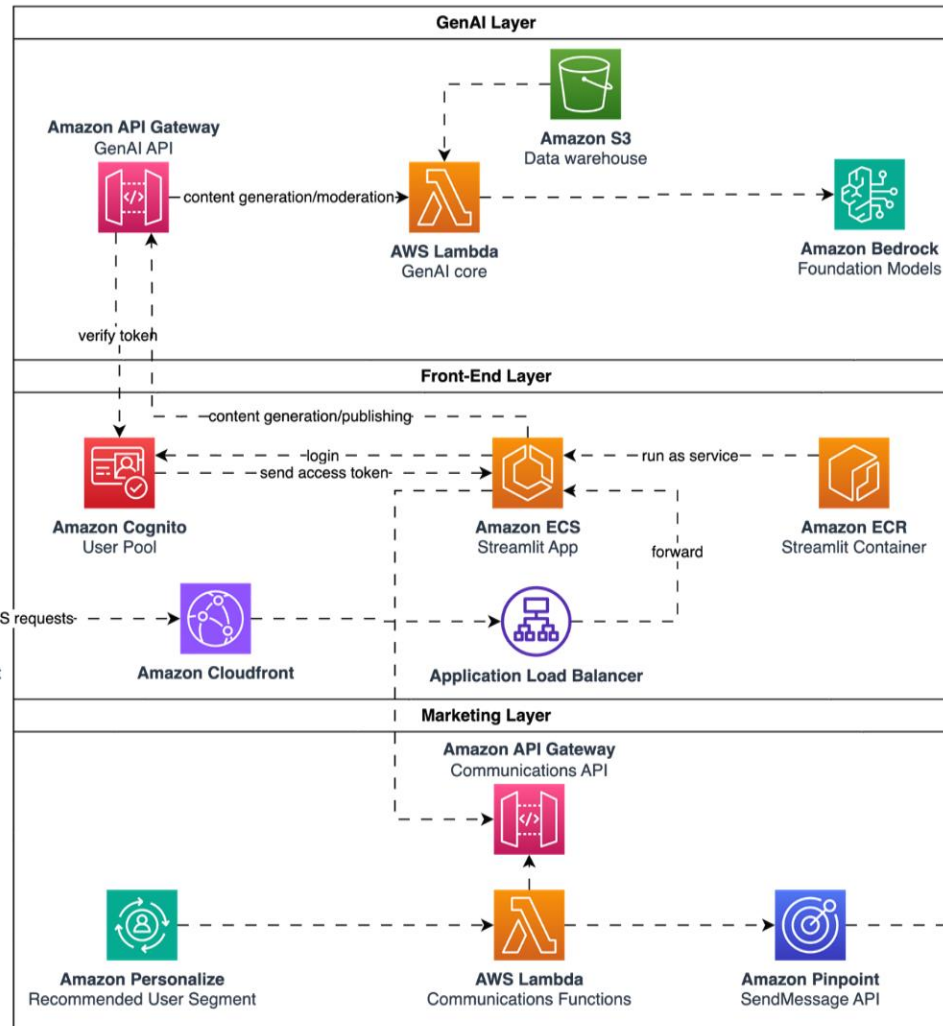 GenAI Layer
Amazon API Gateway
GenAI API
Amazon S3
Data warehouse
content generation/moderation
AWS Lambda
GenAI core
Amazon Bedrock
Foundation Models
verify token
Front-End Layer
content generation/publishing
login
send access token
run as service
Amazon Cognito
User Pool
Amazon ECS
Streamlit App
Amazon ECR
Streamlit Container
forward
S requests
Amazon Cloudfront
Application Load Balancer
Marketing Layer
Amazon API Gateway
Communications API
Amazon Personalize
Recommended User Segment
AWS Lambda
Communications Functions
Amazon Pinpoint
SendMessage API